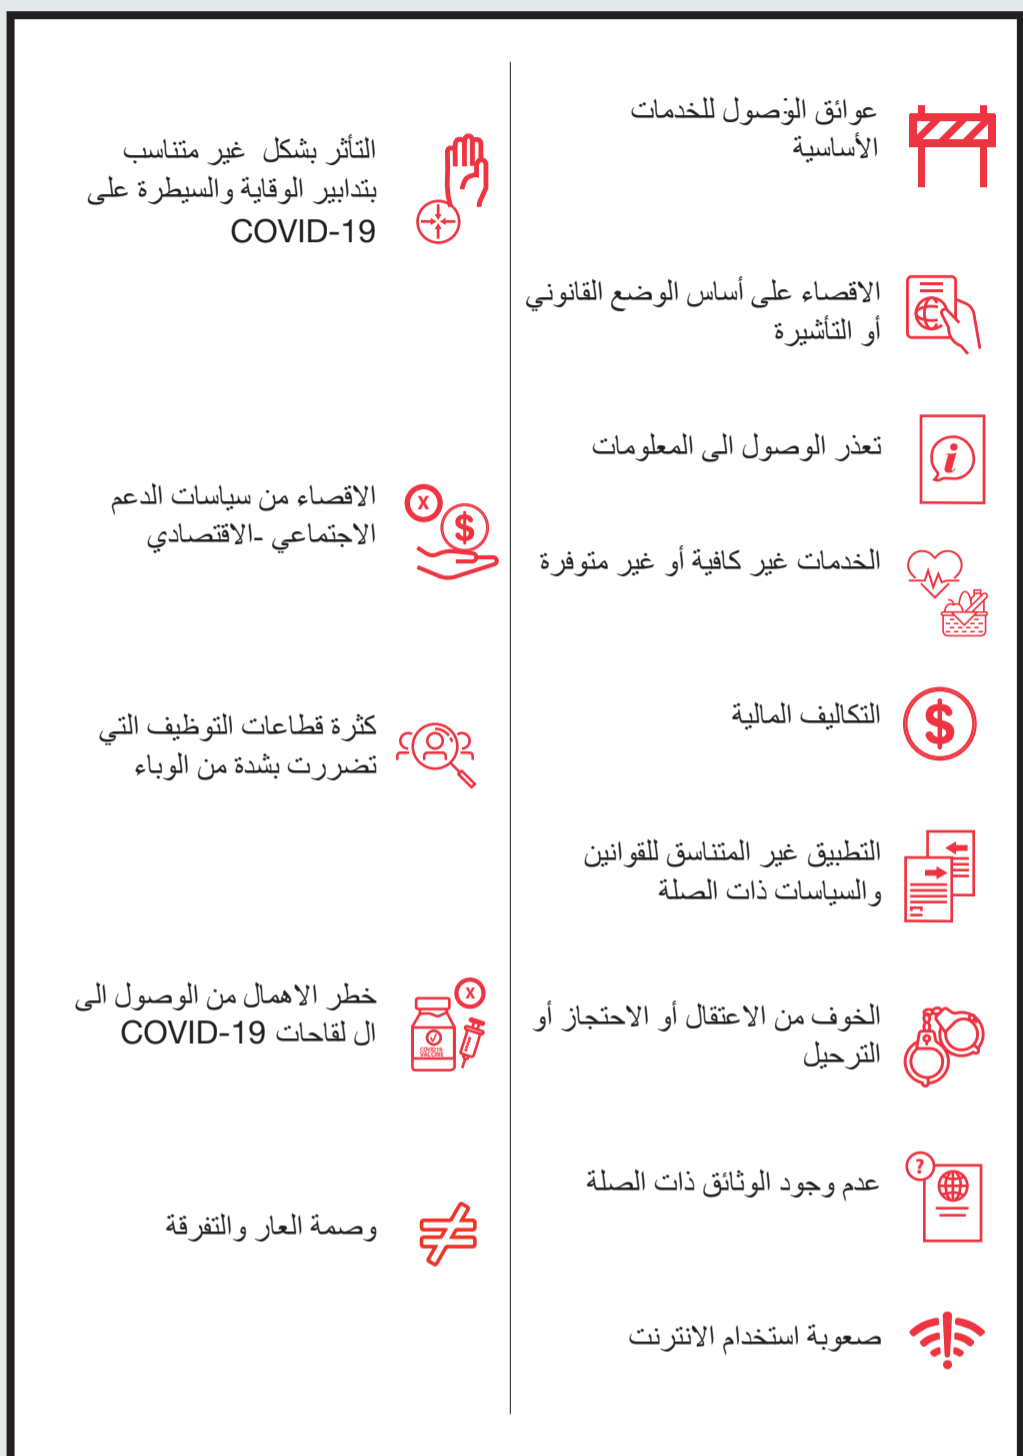 عوائق الوصول للخدمات
الأساسية
الاقصاء على أساس الوضع القانوني
أو التأشيرة
تعذر الوصول الى المعلومات
الخدمات غير كافية أو غير متوفرة
$
التكاليف المالية
التطبيق غير المتناسق للقوانين
والسياسات ذات الصلة
الخوف من الاعتقال أو الاحتجاز أو
الترحيل
?
عدم وجود الوثائق ذات الصلة
صعوبة استخدام الانترنت
التأثر بشكل غير متناسب
بتدابير الوقاية والسيطرة على
COVID-19
X
$
الاقصاء من سياسات الدعم
الاجتماعي -الاقتصادي
كثرة قطاعات التوظيف التي
تضررت بشدة من الوباء
X
COVID19-
VACCINE
خطر الاهمال من الوصول الى
ال لقاحات COVID-19
وصمة العار والتفرقة